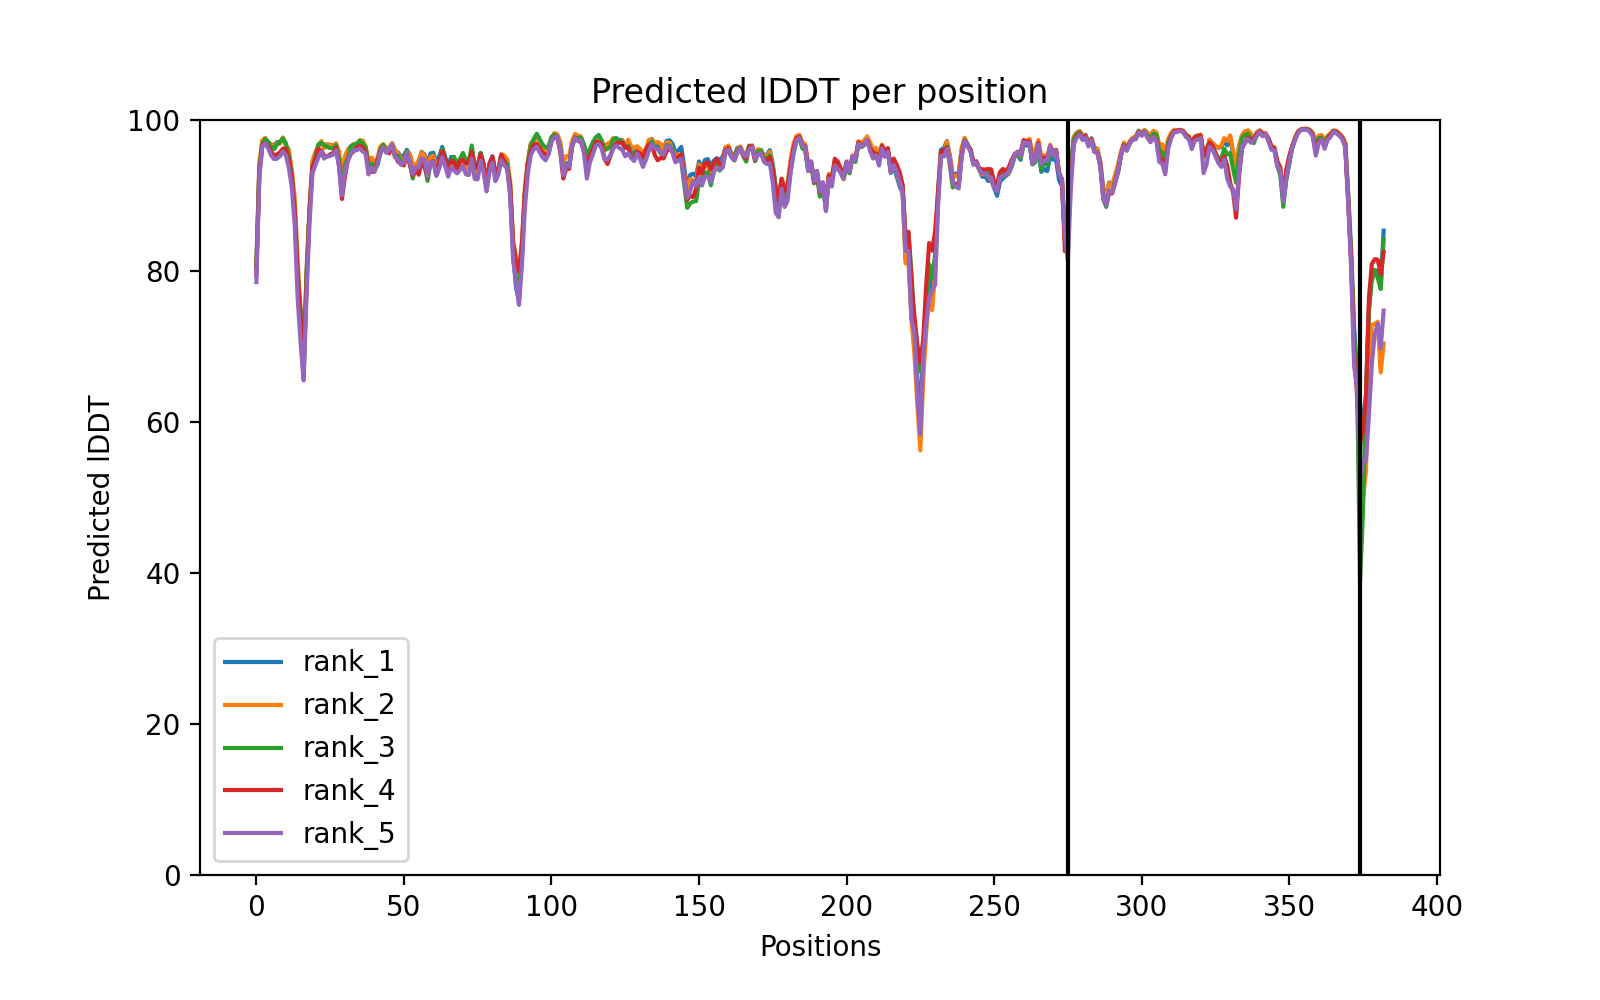 Predicted lDDT per position
Predicted lDDT
100
80
60
40
20
0
rank_1
rank_2
rank_3
rank_4
rank_5
0 50 100 150 200 250 300 350 400
Positions